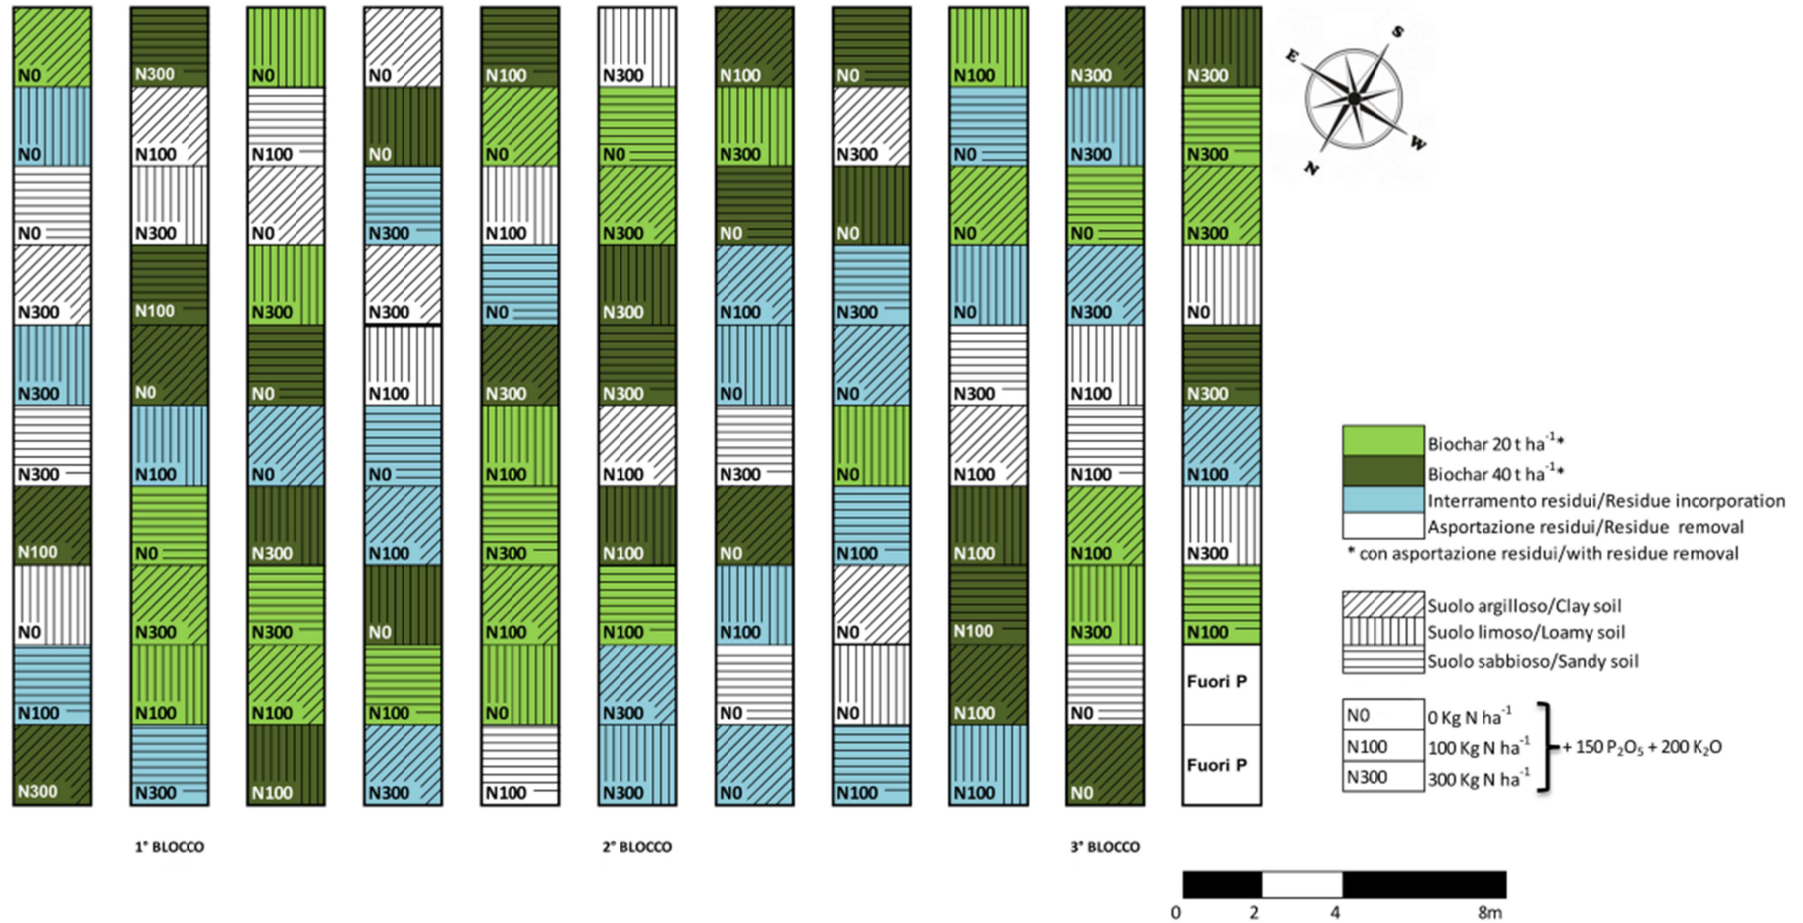 N0 N300 N0 N0 N100 N300 N100 N0 N100 N300 N300
N0 N100 N100 N0 N0 N0 N300 N300 N0 N300 N300
N0 N300 N0 N300 N100 N300 N0 N0 N0 N0 N300
N300 N100 N300 N300 N0 N300 N100 N300 N0 N300 N0
N300 N0 N0 N100 N300 N300 N0 N0 N300 N100 N300
N300 N100 N0 N0 N100 N100 N300 N0 N100 N100 N100
N100 N0 N300 N100 N300 N100 N0 N100 N100 N100 N300
N0 N300 N300 N0 N100 N100 N100 N0 N100 N300 N100
N100 N100 N100 N100 N0 N300 N0 N0 N100 N0 Fuori P
N300 N300 N100 N300 N100 N300 N0 N100 N100 N0 Fuori P
1° BLOCCO 2° BLOCCO 3° BLOCCO
S
E
W
N
Biochar 20 t ha⁻¹*
Biochar 40 t ha⁻¹*
Interramento residui/Residue incorporation
Asportazione residui/Residue removal
* con asportazione residui/with residue removal
Suolo argilloso/Clay soil
Suolo limoso/Loamy soil
Suolo sabbioso/Sandy soil
N0 0 Kg N ha⁻¹
N100 100 Kg N ha⁻¹ + 150 P₂O₅ + 200 K₂O
N300 300 Kg N ha⁻¹
0 2 4 8m